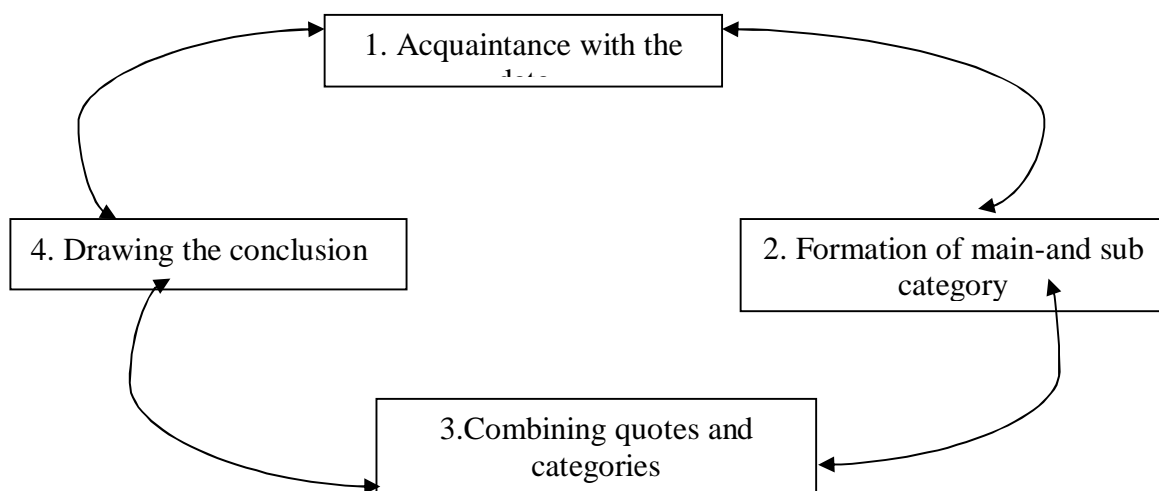 1. Acquaintance with the
4. Drawing the conclusion
2. Formation of main-and sub
category
3.Combining quotes and
categories